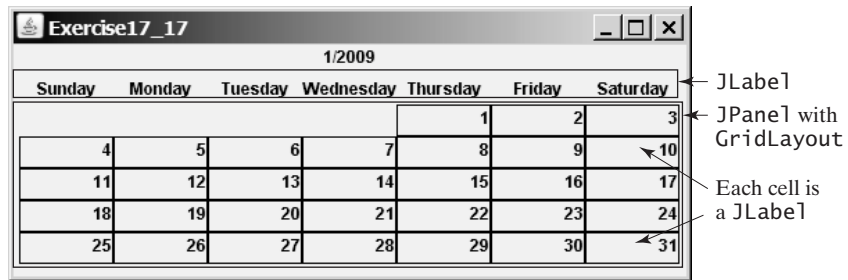 Exercise17_17
1/2009
Sunday Monday Tuesday Wednesday Thursday Friday Saturday
JLabel
1 2 3
JPanel with
GridLayout
4 5 6 7 8 9 10
11 12 13 14 15 16 17
Each cell is
a JLabel
18 19 20 21 22 23 24
25 26 27 28 29 30 31